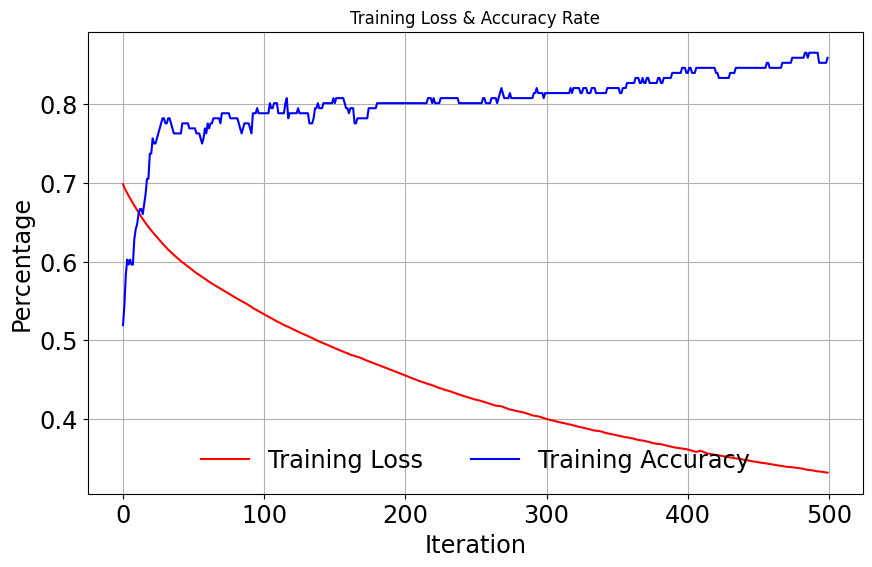 Training Loss & Accuracy Rate
Percentage
0.8
0.7
0.6
0.5
0.4
Training Loss
Training Accuracy
0 100 200 300 400 500
Iteration